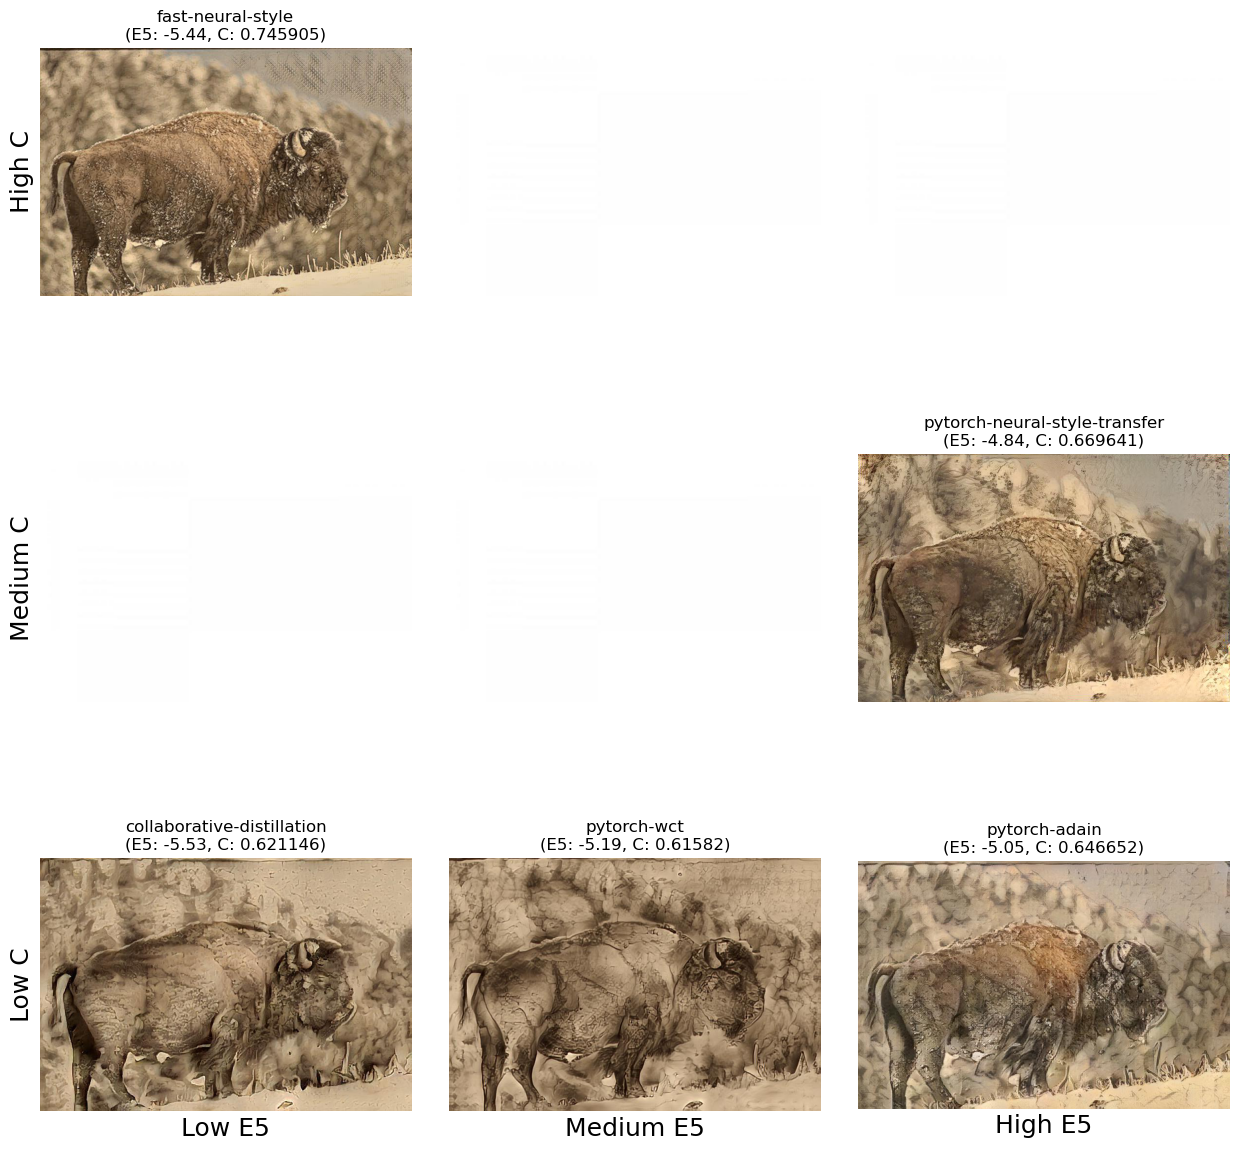 fast-neural-style
(E5: -5.44, C: 0.745905)
High C
pytorch-neural-style-transfer
(E5: -4.84, C: 0.669641)
Medium C
collaborative-distillation
(E5: -5.53, C: 0.621146)
pytorch-wct
(E5: -5.19, C: 0.61582)
pytorch-adain
(E5: -5.05, C: 0.646652)
Low C
Low E5
Medium E5
High E5